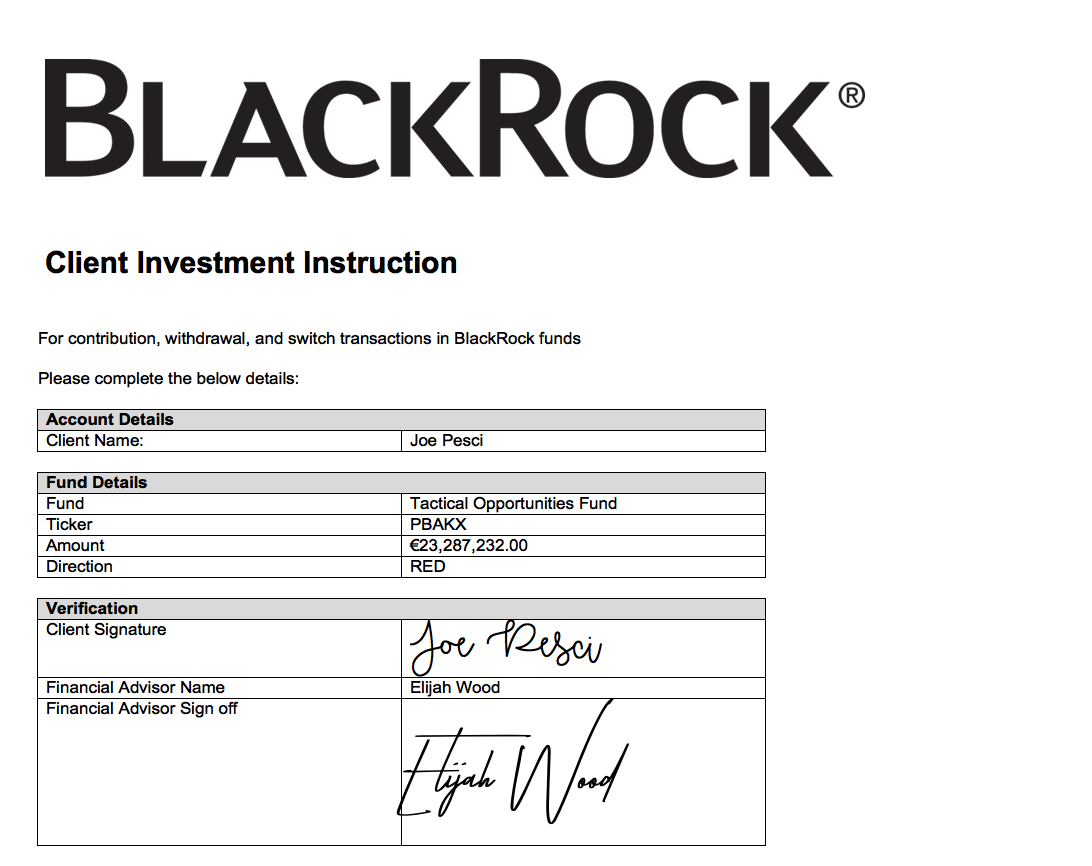 BLACKROCK®
Client Investment Instruction
For contribution, withdrawal, and switch transactions in BlackRock funds
Please complete the below details:
Account Details
Client Name: Joe Pesci
Fund Details
Fund Tactical Opportunities Fund
Ticker PBAKX
Amount €23,287,232.00
Direction RED
Verification
Client Signature Joe Pesci
Financial Advisor Name Elijah Wood
Financial Advisor Sign off Elijah Wood